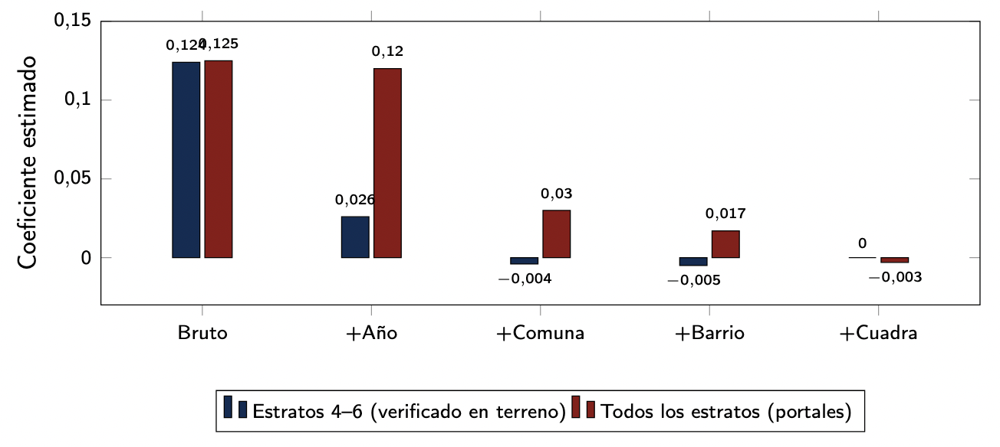 Coeficiente estimado
0,15
0,1
0,05
0
0,124
0,125
0,026
0,12
−0,004
0,03
−0,005
0,017
0
−0,003
Bruto
+Año
+Comuna
+Barrio
+Cuadra
Estratos 4–6 (verificado en terreno)
Todos los estratos (portales)